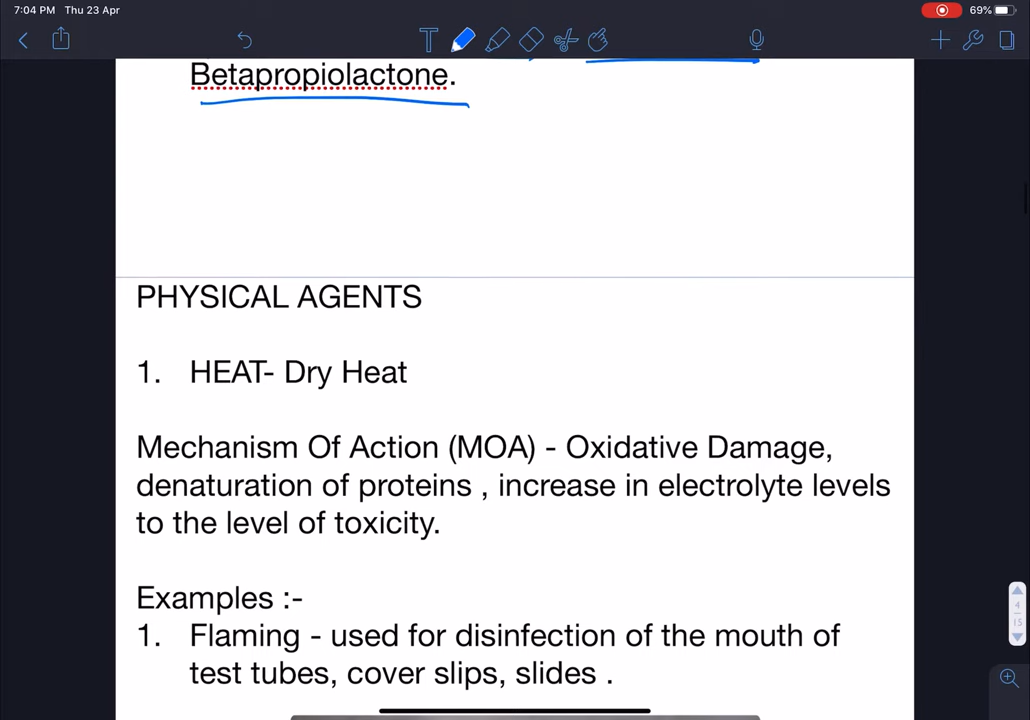 7:04 PM Thu 23 Apr
69%
Betapropiolactone.
PHYSICAL AGENTS
1. HEAT- Dry Heat
Mechanism Of Action (MOA) - Oxidative Damage,
denaturation of proteins , increase in electrolyte levels
to the level of toxicity.
Examples :-
1. Flaming - used for disinfection of the mouth of
test tubes, cover slips, slides .
4
15